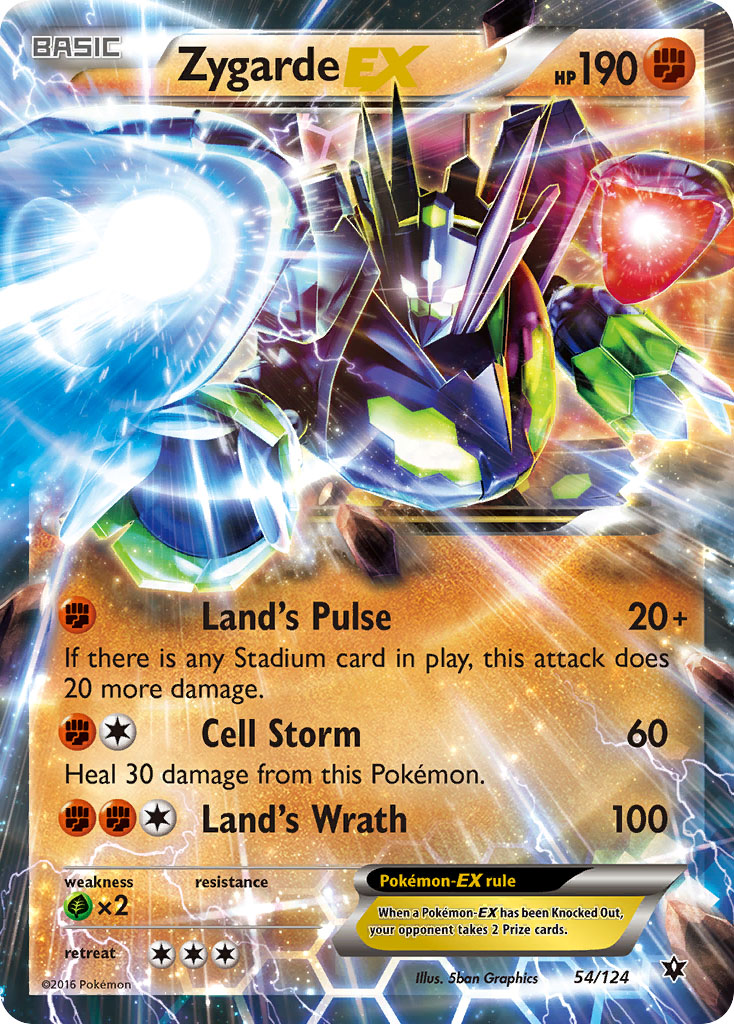 BASIC
Zygarde EX HP190
Land's Pulse 20+
If there is any Stadium card in play, this attack does
20 more damage.
Cell Storm 60
Heal 30 damage from this Pokémon.
Land's Wrath 100
weakness resistance
×2
Pokémon-EX rule
When a Pokémon-EX has been Knocked Out,
your opponent takes 2 Prize cards.
retreat
©2016 Pokémon
Illus. 5ban Graphics 54/124